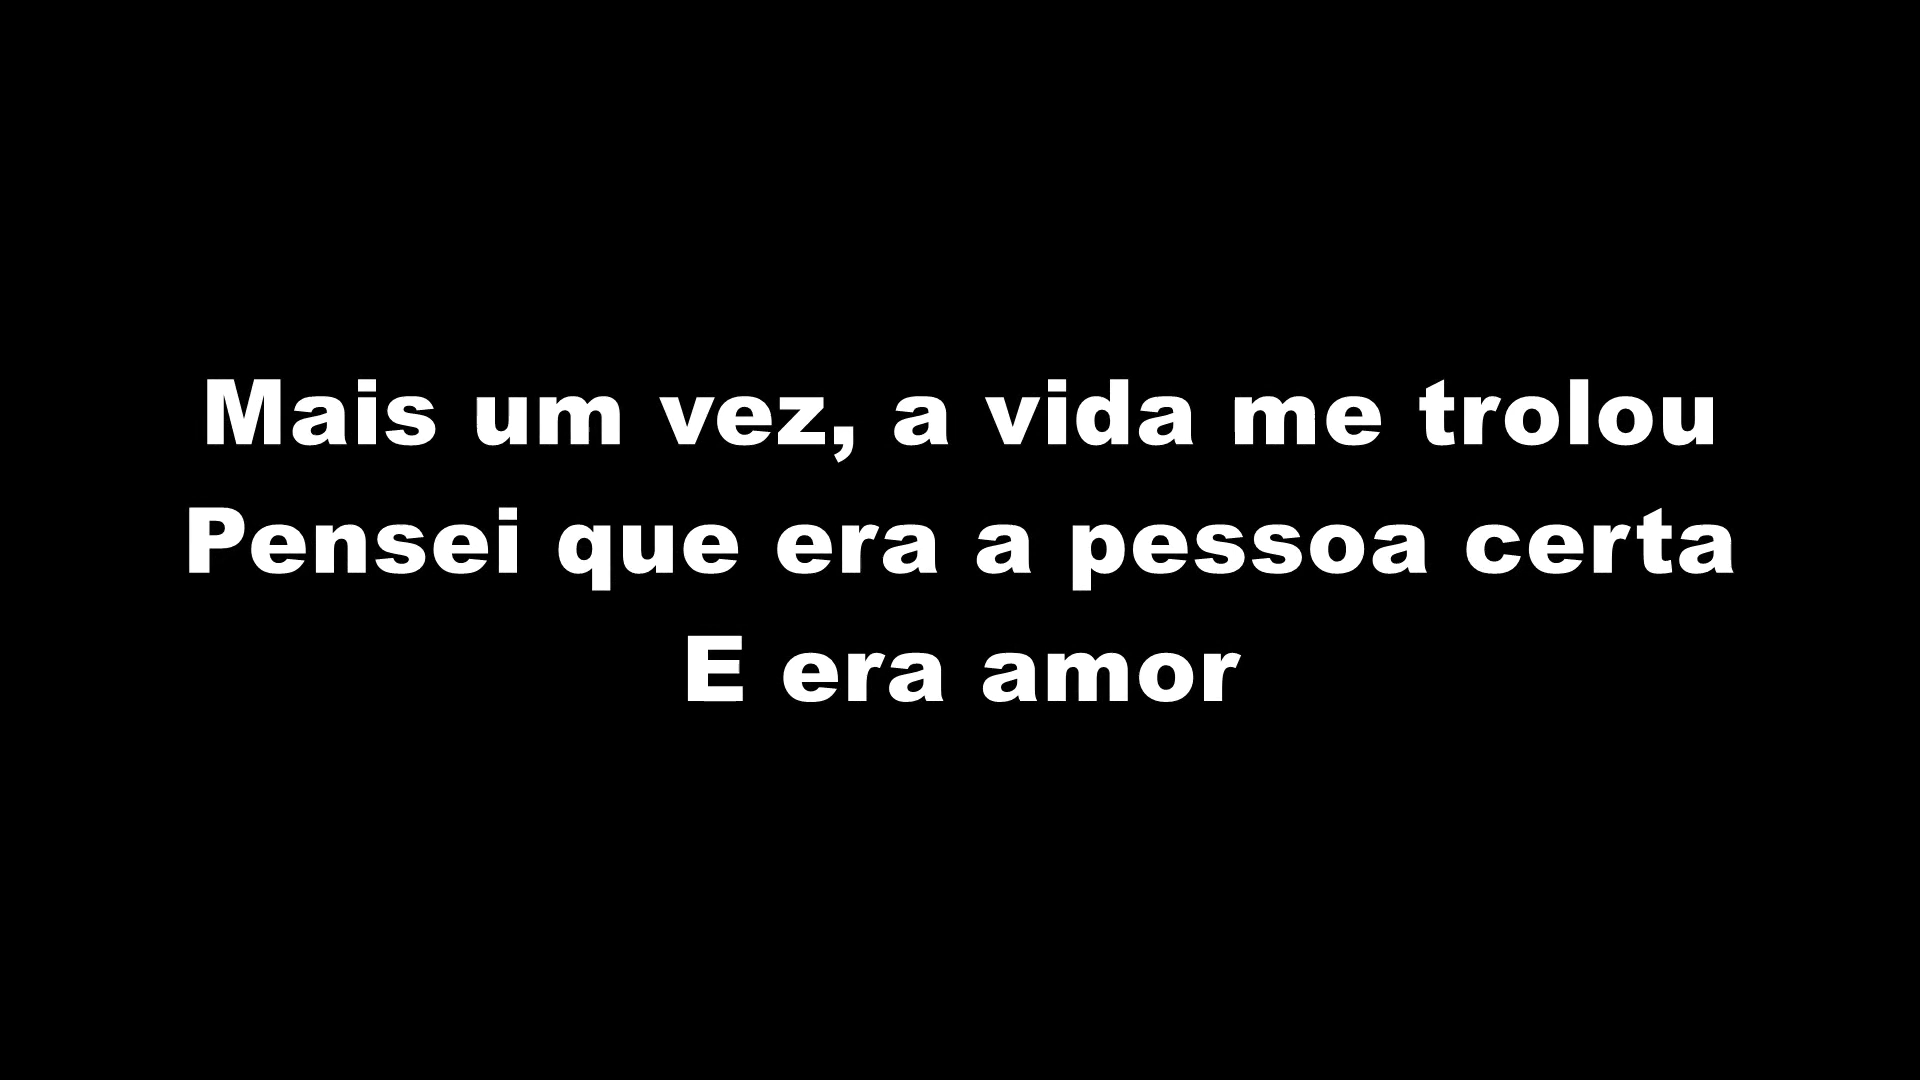 Mais um vez, a vida me trolou
Pensei que era a pessoa certa
E era amor